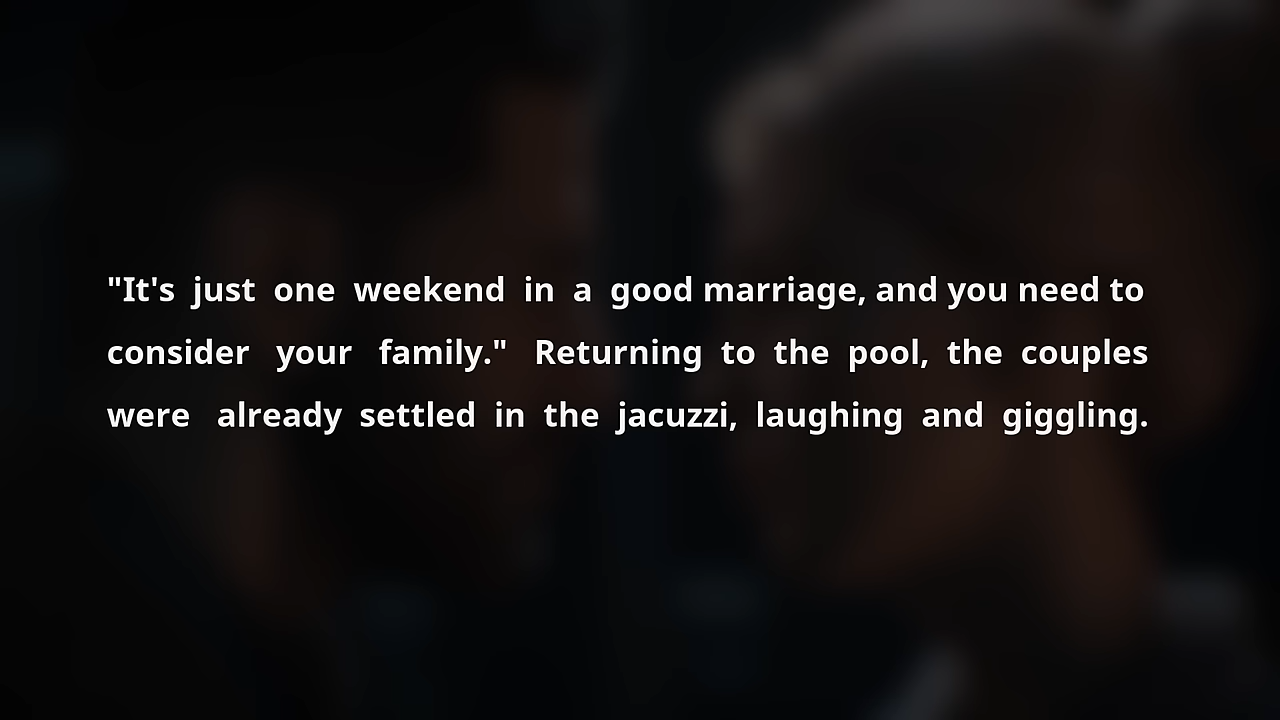 "It's just one weekend in a good marriage, and you need to
consider your family." Returning to the pool, the couples
were already settled in the jacuzzi, laughing and giggling.